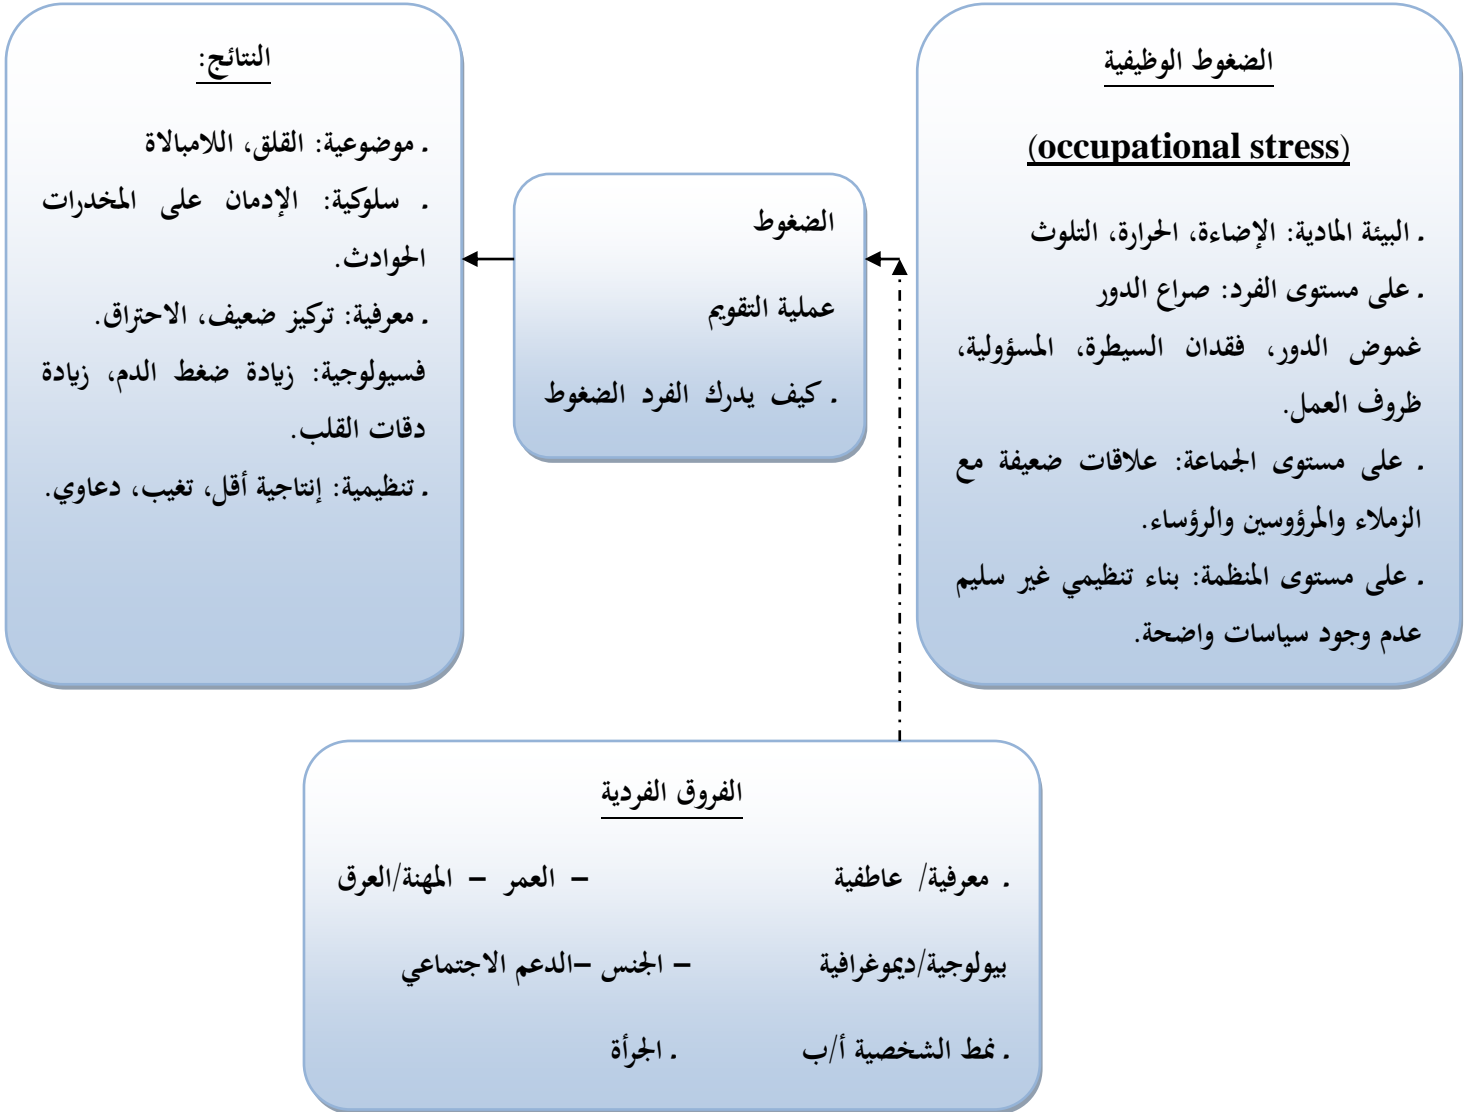 الضغوط الوظيفية
(occupational stress)
. البيئة المادية: الإضاءة، الحرارة، التلوث
. على مستوى الفرد: صراع الدور
غموض الدور، فقدان السيطرة، المسؤولية،
ظروف العمل.
. على مستوى الجماعة: علاقات ضعيفة مع
الزملاء والمرؤوسين والرؤساء.
. على مستوى المنظمة: بناء تنظيمي غير سليم
عدم وجود سياسات واضحة.
الضغوط
عملية التقويم
. كيف يدرك الفرد الضغوط
النتائج:
. موضوعية: القلق، اللامبالاة
. سلوكية: الإدمان على المخدرات
الحوادث.
. معرفية: تركيز ضعيف، الاحتراق.
فسيولوجية: زيادة ضغط الدم، زيادة
دقات القلب.
. تنظيمية: إنتاجية أقل، تغيب، دعاوي.
الفروق الفردية
. معرفية/ عاطفية – العمر – المهنة/العرق
بيولوجية/ديموغرافية – الجنس –الدعم الاجتماعي
. نمط الشخصية أ/ب . الجرأة